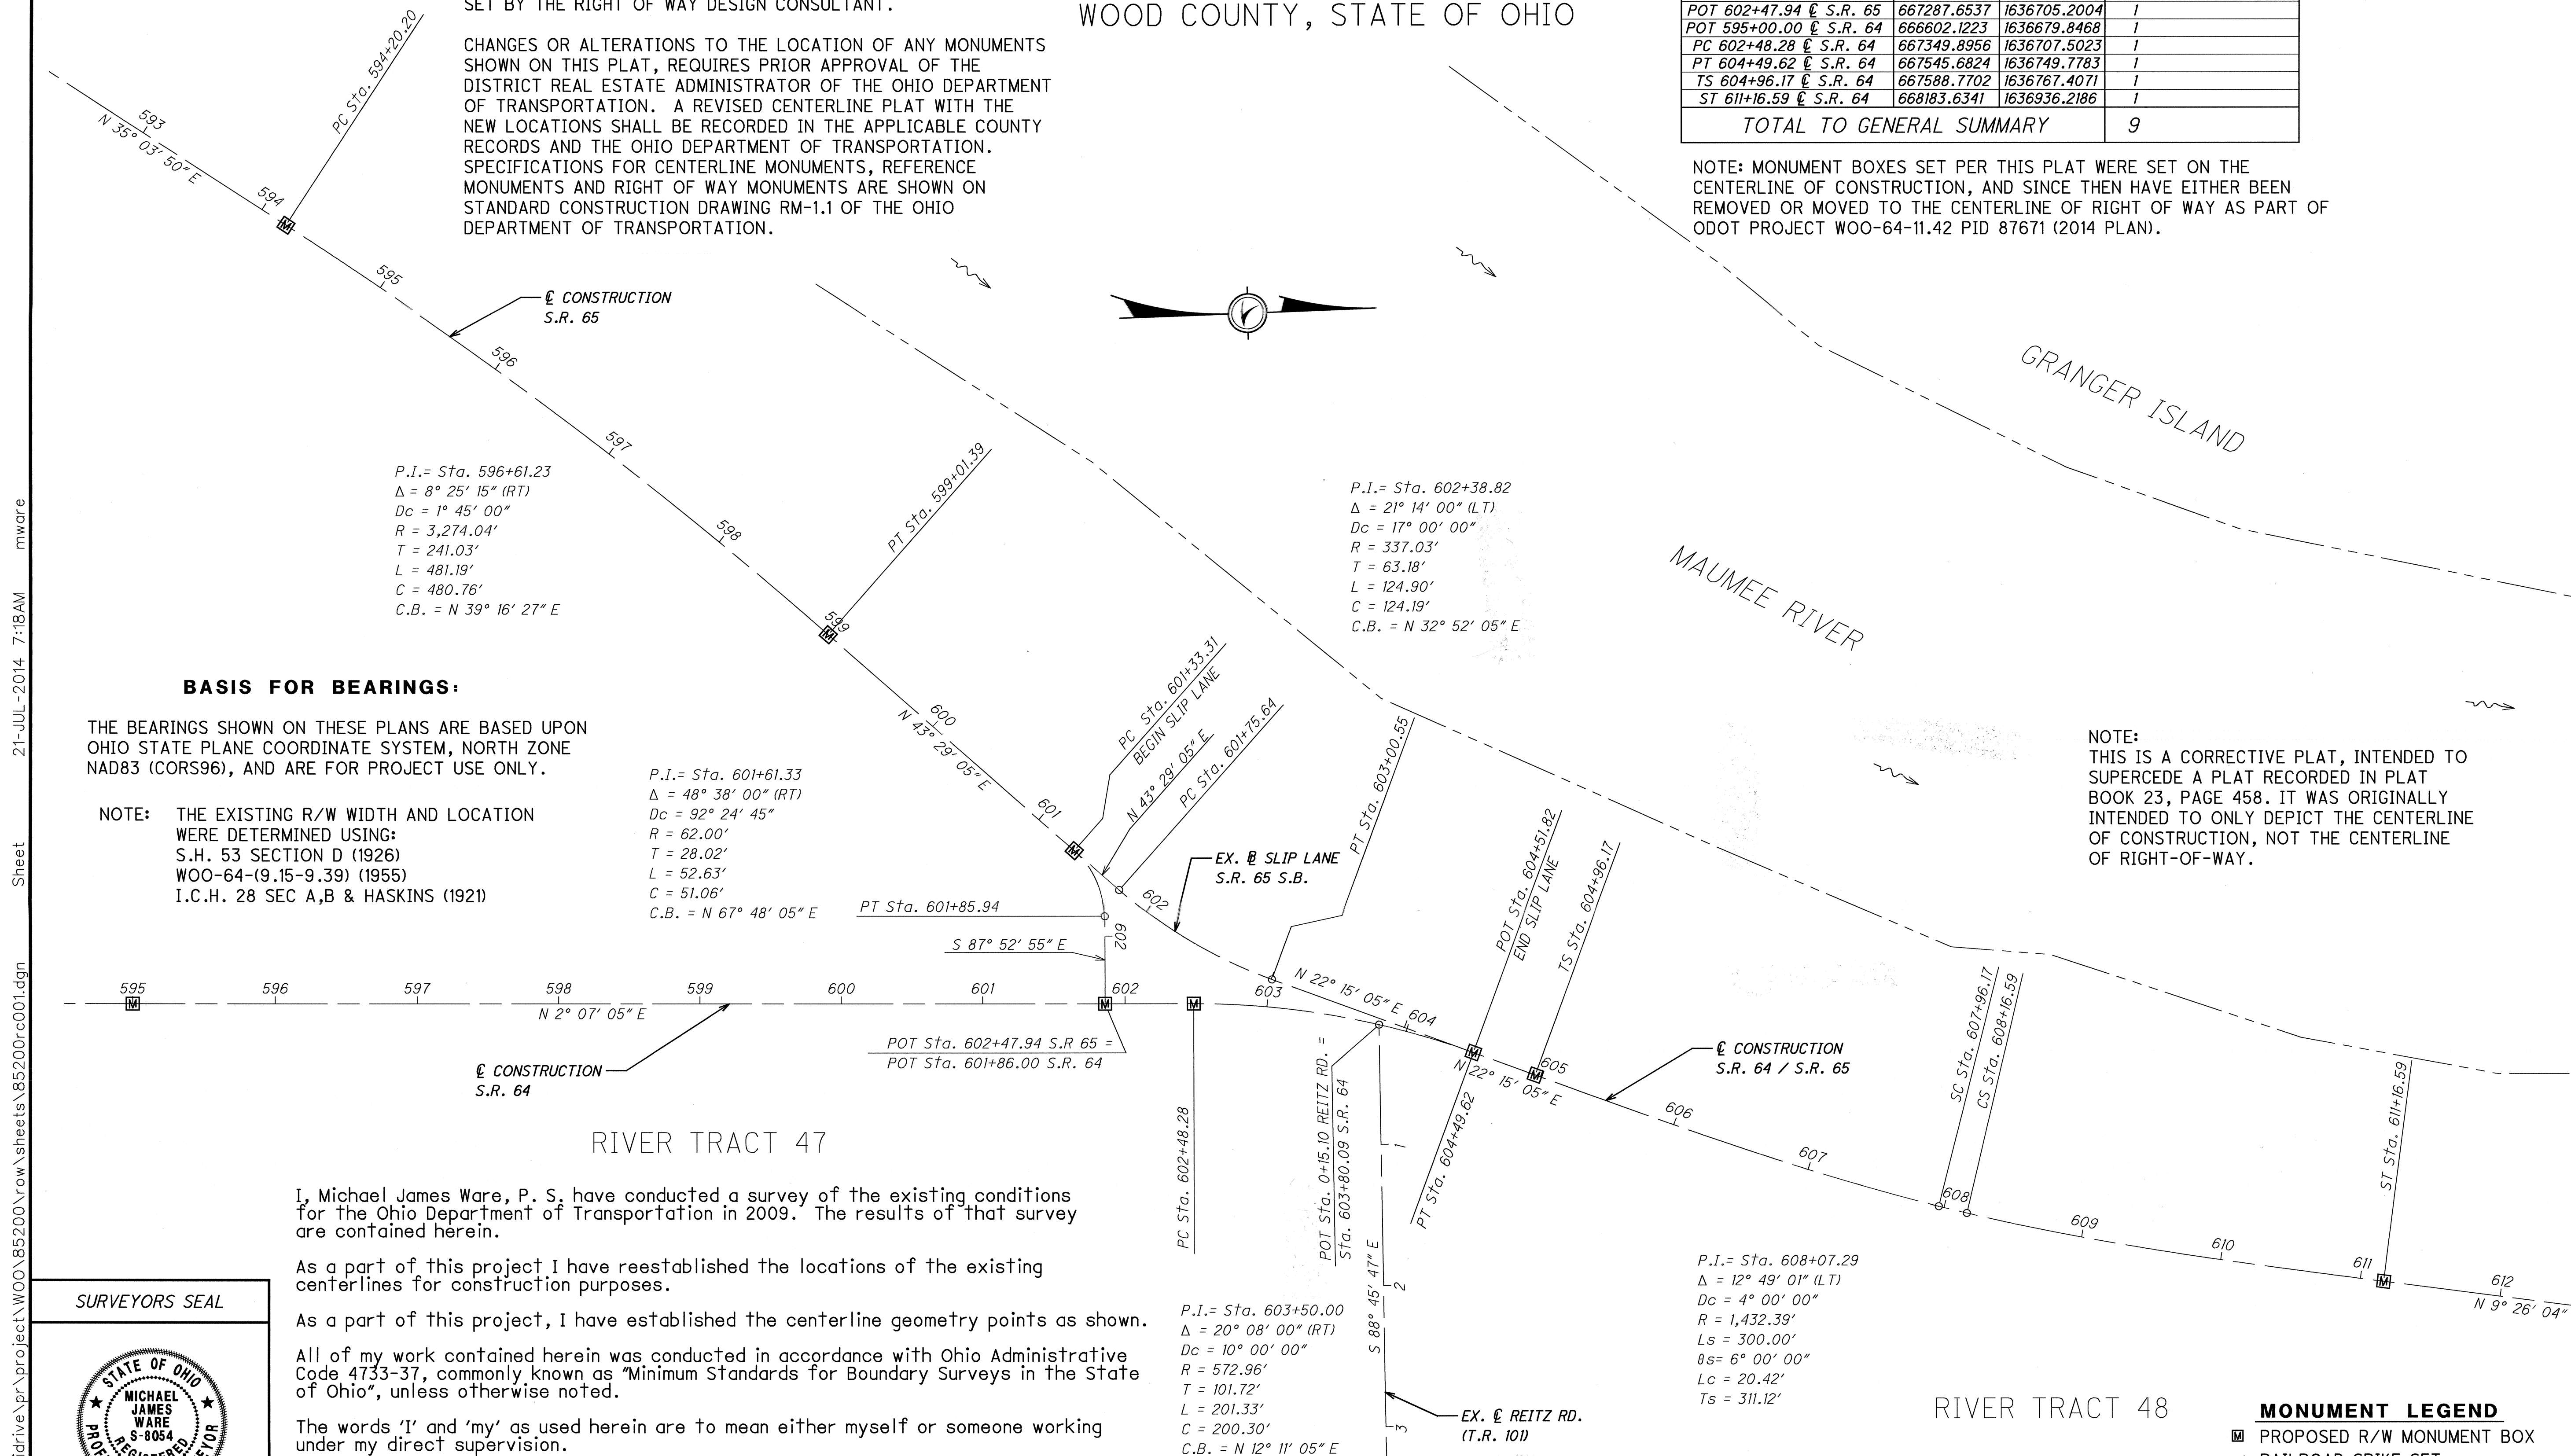 SET BY THE RIGHT OF WAY DESIGN CONSULTANT.
CHANGES OR ALTERATIONS TO THE LOCATION OF ANY MONUMENTS
SHOWN ON THIS PLAT, REQUIRES PRIOR APPROVAL OF THE
DISTRICT REAL ESTATE ADMINISTRATOR OF THE OHIO DEPARTMENT
OF TRANSPORTATION. A REVISED CENTERLINE PLAT WITH THE
NEW LOCATIONS SHALL BE RECORDED IN THE APPLICABLE COUNTY
RECORDS AND THE OHIO DEPARTMENT OF TRANSPORTATION.
SPECIFICATIONS FOR CENTERLINE MONUMENTS, REFERENCE
MONUMENTS AND RIGHT OF WAY MONUMENTS ARE SHOWN ON
STANDARD CONSTRUCTION DRAWING RM-1.1 OF THE OHIO
DEPARTMENT OF TRANSPORTATION.
WOOD COUNTY, STATE OF OHIO
POT 602+47.94 ℄ S.R. 65 667287.6537 1636705.2004 1
POT 595+00.00 ℄ S.R. 64 666602.1223 1636679.8468 1
PC 602+48.28 ℄ S.R. 64 667349.8956 1636707.5023 1
PT 604+49.62 ℄ S.R. 64 667545.6824 1636749.7783 1
TS 604+96.17 ℄ S.R. 64 667588.7702 1636767.4071 1
ST 611+16.59 ℄ S.R. 64 668183.6341 1636936.2186 1
TOTAL TO GENERAL SUMMARY 9
NOTE: MONUMENT BOXES SET PER THIS PLAT WERE SET ON THE
CENTERLINE OF CONSTRUCTION, AND SINCE THEN HAVE EITHER BEEN
REMOVED OR MOVED TO THE CENTERLINE OF RIGHT OF WAY AS PART OF
ODOT PROJECT WOO-64-11.42 PID 87671 (2014 PLAN).
593
N 35° 03' 50" E
594
PC Sta. 594+20.20
M
595
℄ CONSTRUCTION
S.R. 65
596
597
598
PT Sta. 599+01.39
599
M
GRANGER ISLAND
MAUMEE RIVER
P.I.= Sta. 596+61.23
Δ = 8° 25' 15" (RT)
Dc = 1° 45' 00"
R = 3,274.04'
T = 241.03'
L = 481.19'
C = 480.76'
C.B. = N 39° 16' 27" E
P.I.= Sta. 602+38.82
Δ = 21° 14' 00" (LT)
Dc = 17° 00' 00"
R = 337.03'
T = 63.18'
L = 124.90'
C = 124.19'
C.B. = N 32° 52' 05" E
BASIS FOR BEARINGS:
THE BEARINGS SHOWN ON THESE PLANS ARE BASED UPON
OHIO STATE PLANE COORDINATE SYSTEM, NORTH ZONE
NAD83 (CORS96), AND ARE FOR PROJECT USE ONLY.
NOTE: THE EXISTING R/W WIDTH AND LOCATION
WERE DETERMINED USING:
S.H. 53 SECTION D (1926)
WOO-64-(9.15-9.39) (1955)
I.C.H. 28 SEC A,B & HASKINS (1921)
P.I.= Sta. 601+61.33
Δ = 48° 38' 00" (RT)
Dc = 92° 24' 45"
R = 62.00'
T = 28.02'
L = 52.63'
C = 51.06'
C.B. = N 67° 48' 05" E
600
N 43° 29' 05" E
601
M
PC Sta. 601+33.31
BEGIN SLIP LANE
N 43° 29' 05" E
PC Sta. 601+75.64
602
EX. B SLIP LANE
S.R. 65 S.B.
PT Sta. 603+00.55
NOTE:
THIS IS A CORRECTIVE PLAT, INTENDED TO
SUPERCEDE A PLAT RECORDED IN PLAT
BOOK 23, PAGE 458. IT WAS ORIGINALLY
INTENDED TO ONLY DEPICT THE CENTERLINE
OF CONSTRUCTION, NOT THE CENTERLINE
OF RIGHT-OF-WAY.
PT Sta. 601+85.94
S 87° 52' 55" E
602
595 596 597 598 599 600 601 602 603
M M M
N 2° 07' 05" E
℄ CONSTRUCTION
S.R. 64
POT Sta. 602+47.94 S.R 65 =
POT Sta. 601+86.00 S.R. 64
N 22° 15' 05" E
604
POT Sta. 604+51.82
END SLIP LANE
TS Sta. 604+96.17
M
M
605
N 22° 15' 05" E
℄ CONSTRUCTION
S.R. 64 / S.R. 65
606
607
SC Sta. 607+96.17
CS Sta. 608+16.59
608
609
610
611
ST Sta. 611+16.59
M
612
N 9° 26' 04"
PC Sta. 602+48.28
POT Sta. 0+15.10 REITZ RD. =
Sta. 603+80.09 S.R. 64
PT Sta. 604+49.62
1
2
3
S 88° 45' 47" E
EX. ℄ REITZ RD.
(T.R. 101)
RIVER TRACT 47
I, Michael James Ware, P. S. have conducted a survey of the existing conditions
for the Ohio Department of Transportation in 2009. The results of that survey
are contained herein.
As a part of this project I have reestablished the locations of the existing
centerlines for construction purposes.
As a part of this project, I have established the centerline geometry points as shown.
All of my work contained herein was conducted in accordance with Ohio Administrative
Code 4733-37, commonly known as "Minimum Standards for Boundary Surveys in the State
of Ohio", unless otherwise noted.
The words 'I' and 'my' as used herein are to mean either myself or someone working
under my direct supervision.
P.I.= Sta. 603+50.00
Δ = 20° 08' 00" (RT)
Dc = 10° 00' 00"
R = 572.96'
T = 101.72'
L = 201.33'
C = 200.30'
C.B. = N 12° 11' 05" E
P.I.= Sta. 608+07.29
Δ = 12° 49' 01" (LT)
Dc = 4° 00' 00"
R = 1,432.39'
Ls = 300.00'
θs= 6° 00' 00"
Lc = 20.42'
Ts = 311.12'
RIVER TRACT 48
MONUMENT LEGEND
M PROPOSED R/W MONUMENT BOX
SURVEYORS SEAL
STATE OF OHIO
MICHAEL
JAMES
WARE
S-8054
idrive\pr\project\WOO\85200\row\sheets\85200rc001.dgn Sheet 21-JUL-2014 7:18AM mware